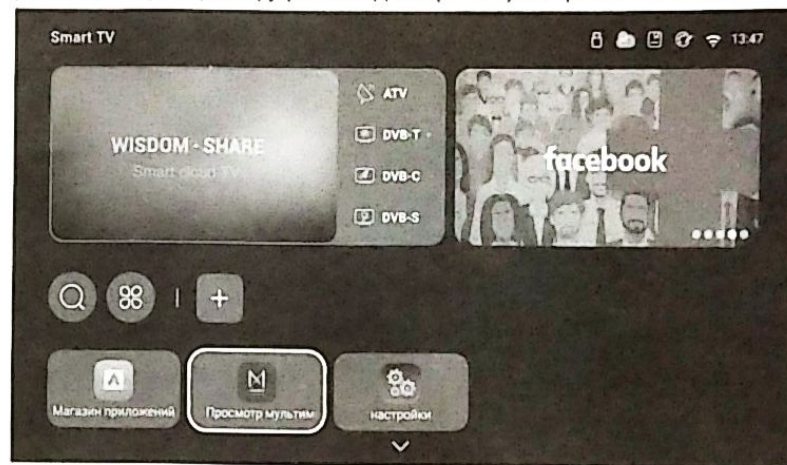 Smart TV
13:47
WISDOM - SHARE
Smart cloud TV
ATV
DVB-T
DVB-C
DVB-S
facebook
Магазин приложений
Просмотр мультим
настройки